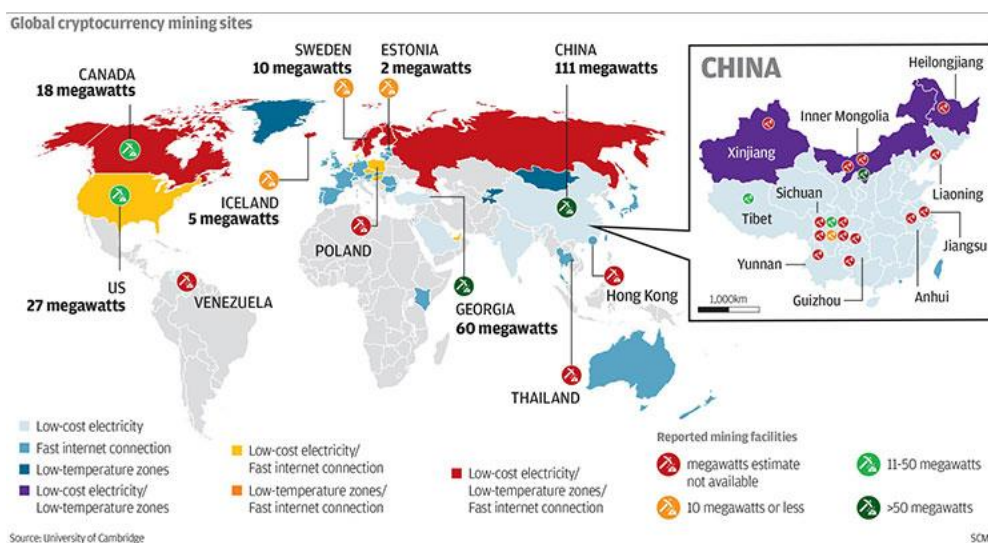 Global cryptocurrency mining sites
CANADA
18 megawatts
SWEDEN
10 megawatts
ESTONIA
2 megawatts
CHINA
111 megawatts
ICELAND
5 megawatts
POLAND
US
27 megawatts
VENEZUELA
GEORGIA
60 megawatts
Hong Kong
THAILAND
CHINA
Heilongjiang
Inner Mongolia
Xinjiang
Liaoning
Sichuan
Tibet
Jiangsu
Yunnan
Guizhou
Anhui
1,000km
Low-cost electricity
Fast internet connection
Low-temperature zones
Low-cost electricity/
Low-temperature zones
Low-cost electricity/
Fast internet connection
Low-temperature zones/
Fast internet connection
Low-cost electricity/
Low-temperature zones/
Fast internet connection
Reported mining facilities
megawatts estimate
not available
10 megawatts or less
11-50 megawatts
>50 megawatts
Source: University of Cambridge
SCM